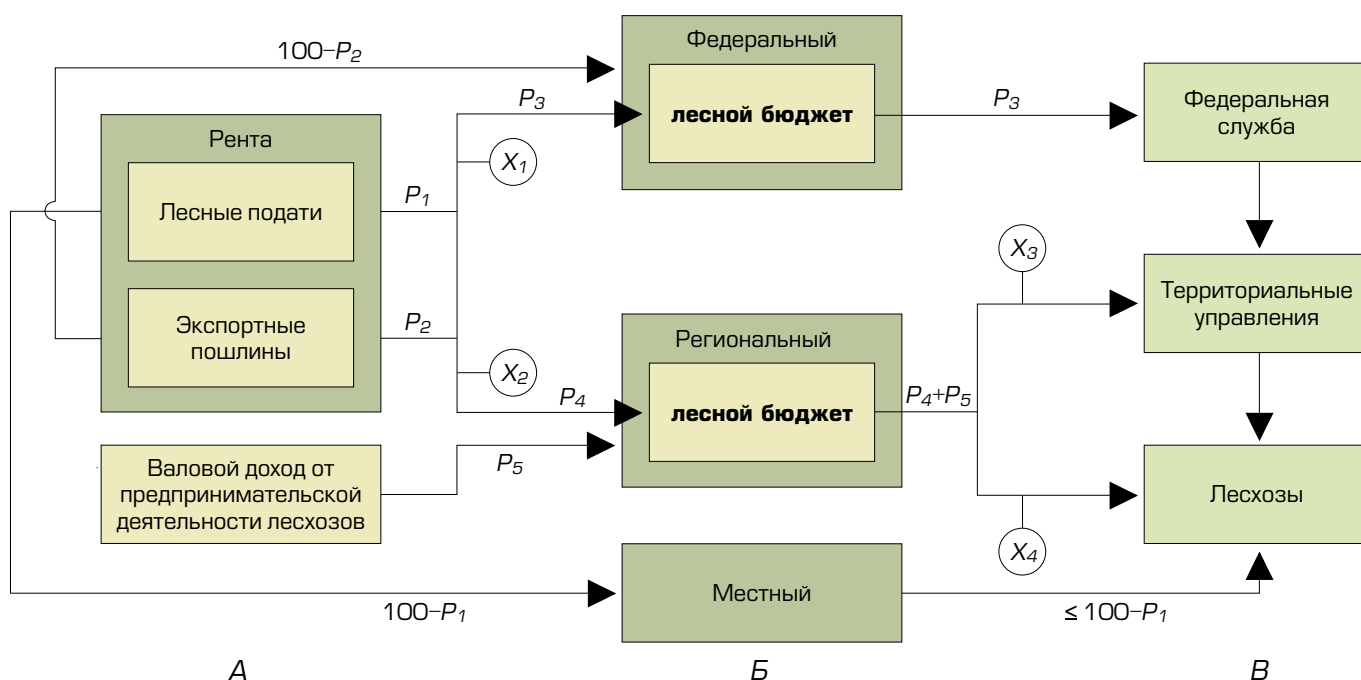 100–P2
Рента
Лесные подати
Экспортные
пошлины
Валовой доход от
предпринимательской
деятельности лесхозов
P1
P2
P3
X1
X2
P4
P5
100–P1
Федеральный
лесной бюджет
Региональный
лесной бюджет
Местный
P3
P4+P5
X3
X4
≤ 100–P1
Федеральная
служба
Территориальные
управления
Лесхозы
А
Б
В